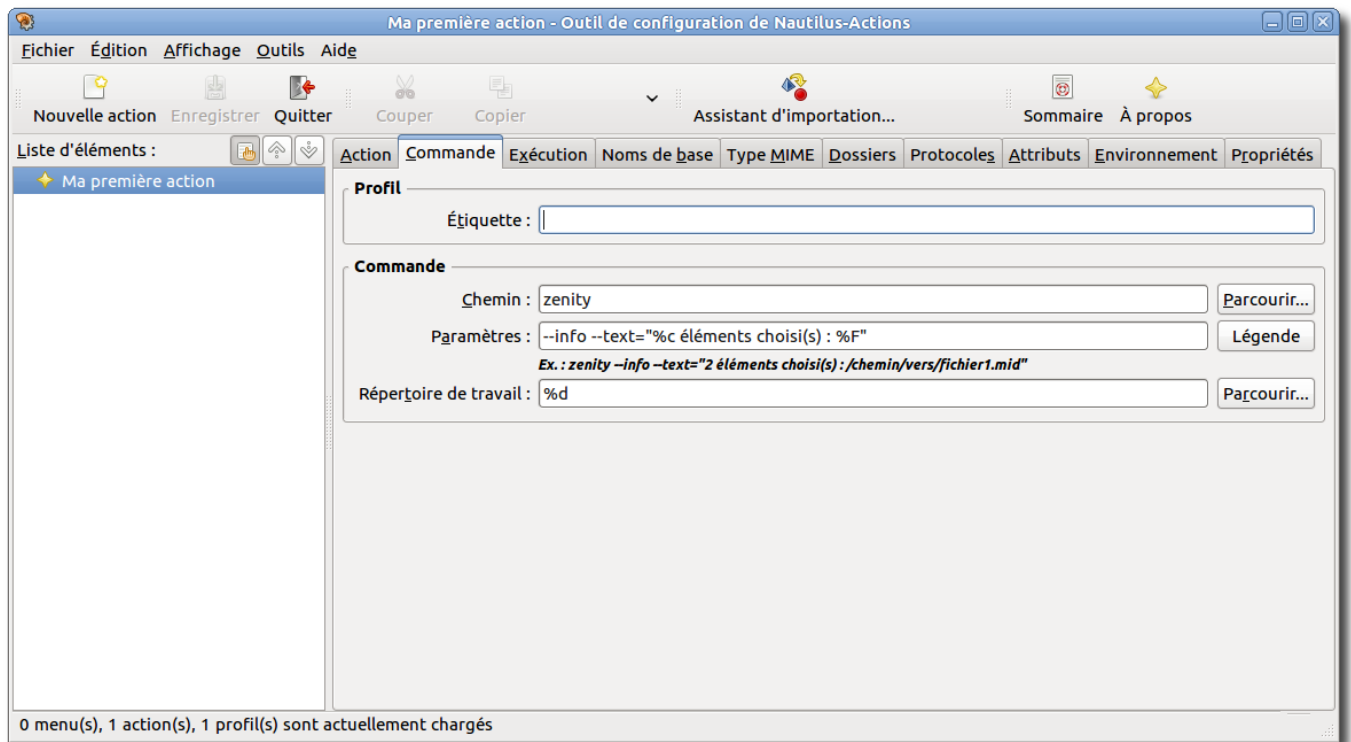 Ma première action - Outil de configuration de Nautilus-Actions
Fichier Édition Affichage Outils Aide
Nouvelle action Enregistrer Quitter Couper Copier Assistant d'importation... Sommaire À propos
Liste d'éléments :
Ma première action
Action Commande Exécution Noms de base Type MIME Dossiers Protocoles Attributs Environnement Propriétés
Profil
Étiquette :
Commande
Chemin : zenity Parcourir...
Paramètres : --info --text="%c éléments choisi(s) : %F" Légende
Ex. : zenity --info --text="2 éléments choisi(s) : /chemin/vers/fichier1.mid"
Répertoire de travail : %d Parcourir...
0 menu(s), 1 action(s), 1 profil(s) sont actuellement chargés